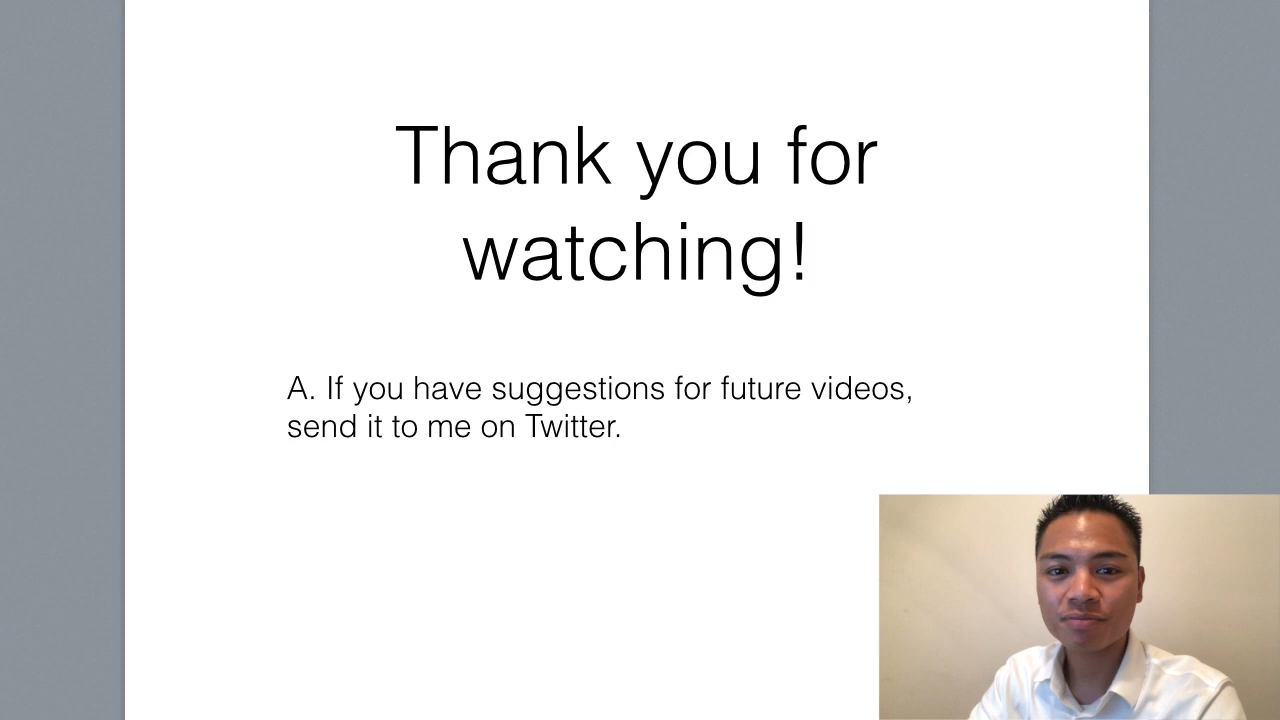 Thank you for
watching!
A. If you have suggestions for future videos,
send it to me on Twitter.